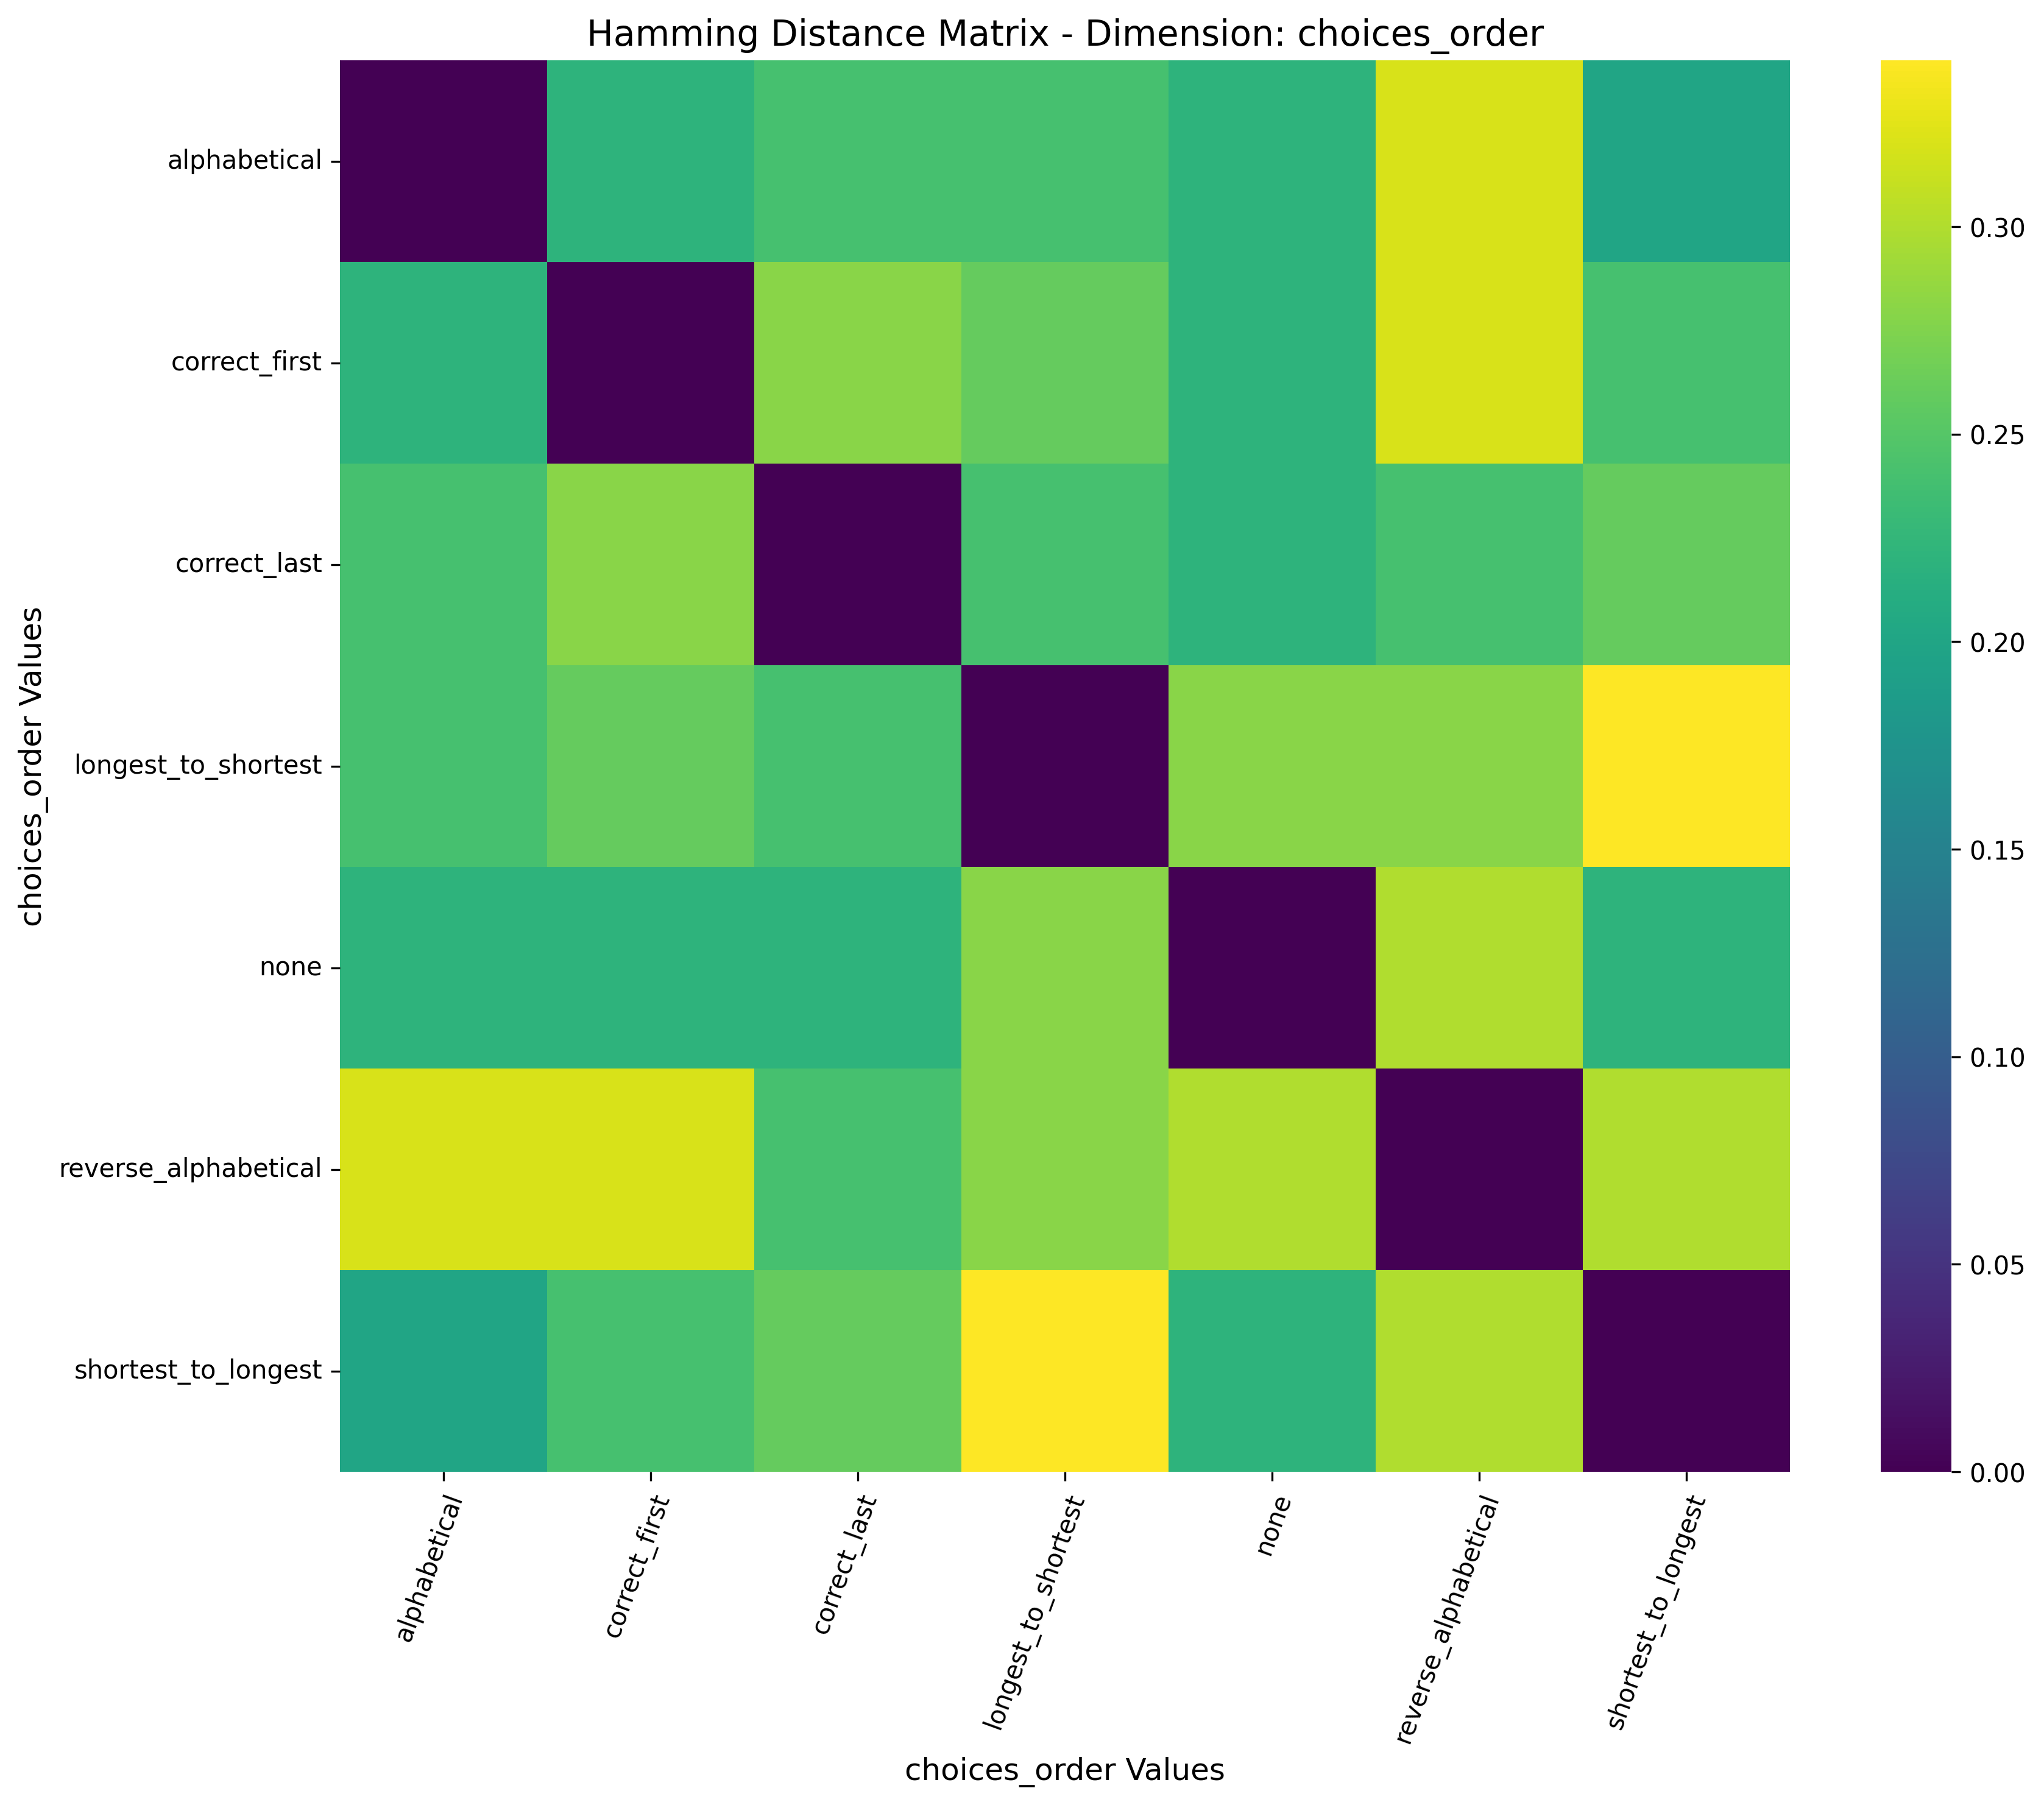 Hamming Distance Matrix - Dimension: choices_order
choices_order Values
alphabetical
correct_first
correct_last
longest_to_shortest
none
reverse_alphabetical
shortest_to_longest
alphabetical
correct_first
correct_last
longest_to_shortest
none
reverse_alphabetical
shortest_to_longest
choices_order Values
0.30
0.25
0.20
0.15
0.10
0.05
0.00